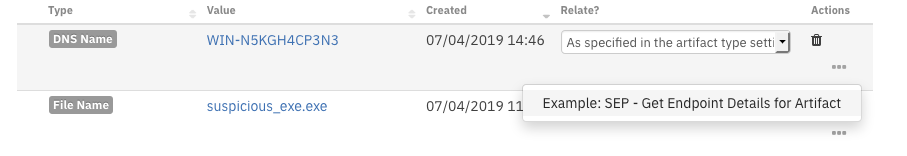 Type Value Created Relate? Actions
DNS Name WIN-N5KGH4CP3N3 07/04/2019 14:46 As specified in the artifact type setti
File Name suspicious_exe.exe 07/04/2019 11
Example: SEP - Get Endpoint Details for Artifact